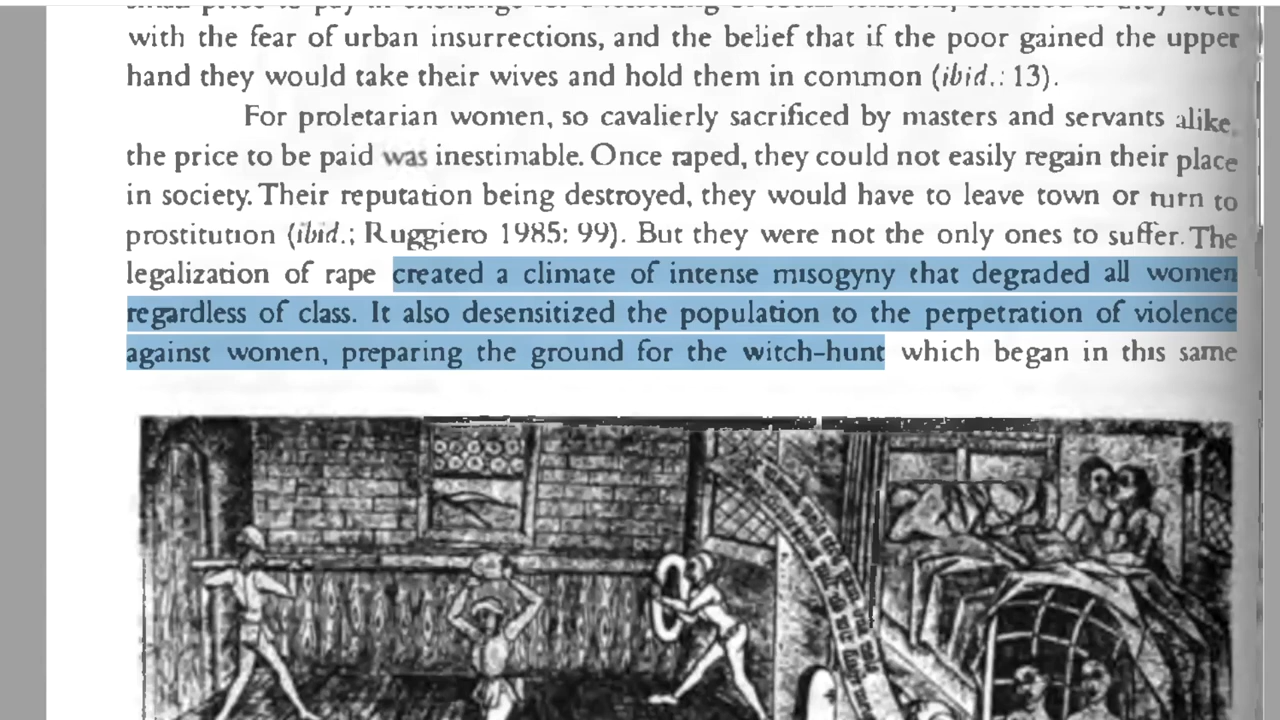 with the fear of urban insurrections, and the belief that if the poor gained the upper
hand they would take their wives and hold them in common (ibid.: 13).
For proletarian women, so cavalierly sacrificed by masters and servants alike,
the price to be paid was inestimable. Once raped, they could not easily regain their place
in society. Their reputation being destroyed, they would have to leave town or turn to
prostitution (ibid.; Ruggiero 1985: 99). But they were not the only ones to suffer. The
legalization of rape created a climate of intense misogyny that degraded all women
regardless of class. It also desensitized the population to the perpetration of violence
against women, preparing the ground for the witch-hunt which began in this same